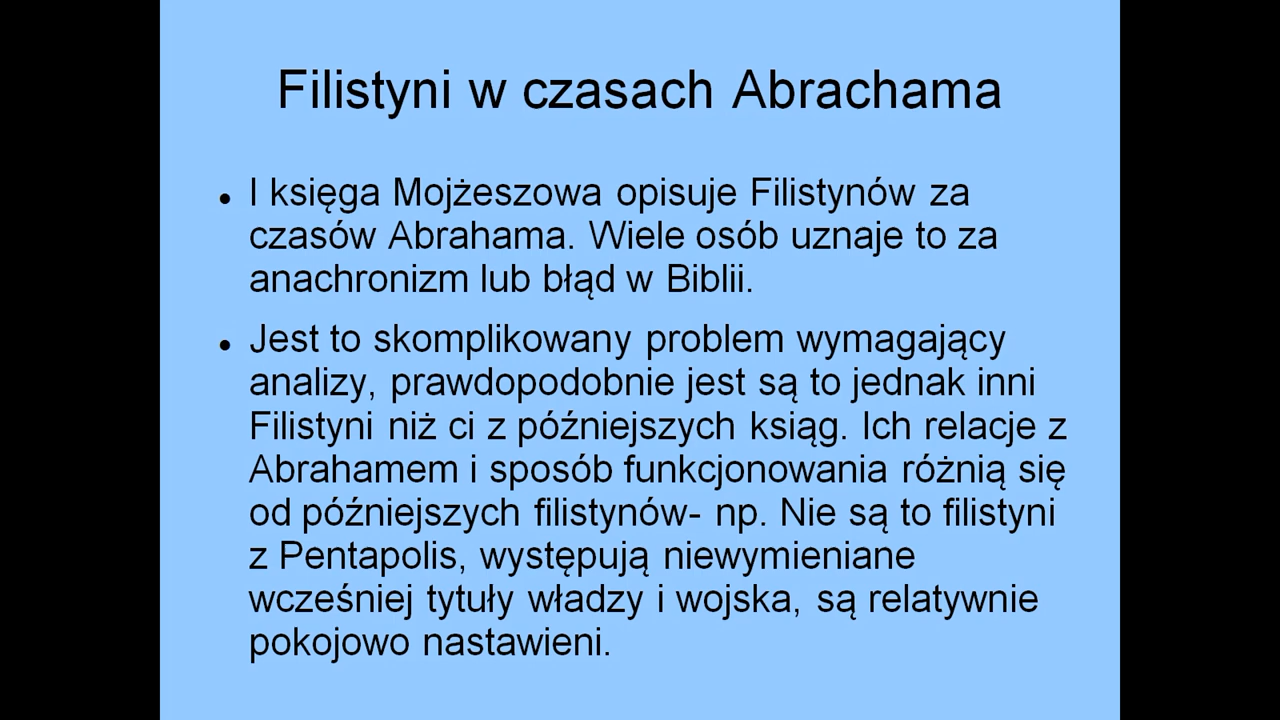 Filistyni w czasach Abrachama
• I księga Mojżeszowa opisuje Filistynów za
czasów Abrahama. Wiele osób uznaje to za
anachronizm lub błąd w Biblii.
• Jest to skomplikowany problem wymagający
analizy, prawdopodobnie jest są to jednak inni
Filistyni niż ci z późniejszych ksiąg. Ich relacje z
Abrahamem i sposób funkcjonowania różnią się
od późniejszych filistynów- np. Nie są to filistyni
z Pentapolis, występują niewymieniane
wcześniej tytuły władzy i wojska, są relatywnie
pokojowo nastawieni.